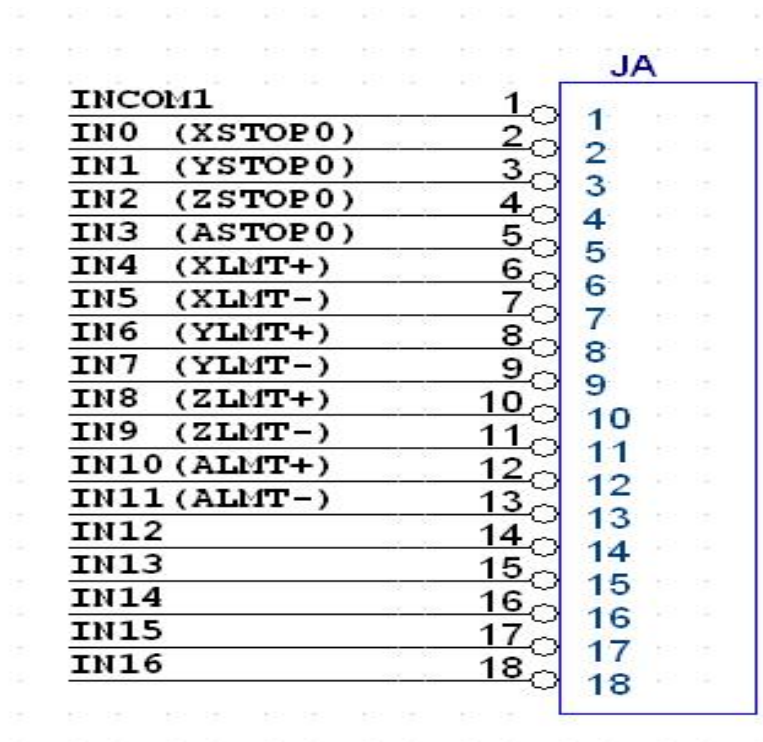 JA
INCOM1 1 1
IN0 (XSTOP0) 2 2
IN1 (YSTOP0) 3 3
IN2 (ZSTOP0) 4 4
IN3 (ASTOP0) 5 5
IN4 (XLMT+) 6 6
IN5 (XLMT-) 7 7
IN6 (YLMT+) 8 8
IN7 (YLMT-) 9 9
IN8 (ZLMT+) 10 10
IN9 (ZLMT-) 11 11
IN10(ALMT+) 12 12
IN11(ALMT-) 13 13
IN12 14 14
IN13 15 15
IN14 16 16
IN15 17 17
IN16 18 18